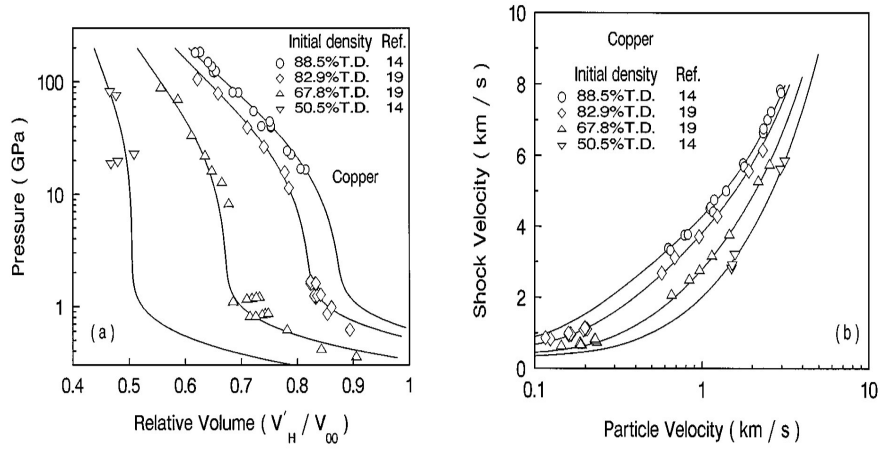 Initial density Ref.
88.5%T.D. 14
82.9%T.D. 19
67.8%T.D. 19
50.5%T.D. 14
Copper
(a)
Pressure ( GPa )
100
10
1
0.4 0.5 0.6 0.7 0.8 0.9 1
Relative Volume ( V'H / V00 )
Copper
Initial density Ref.
88.5%T.D. 14
82.9%T.D. 19
67.8%T.D. 19
50.5%T.D. 14
(b)
Shock Velocity ( km / s )
10
8
6
4
2
0
0.1 1 10
Particle Velocity ( km / s )